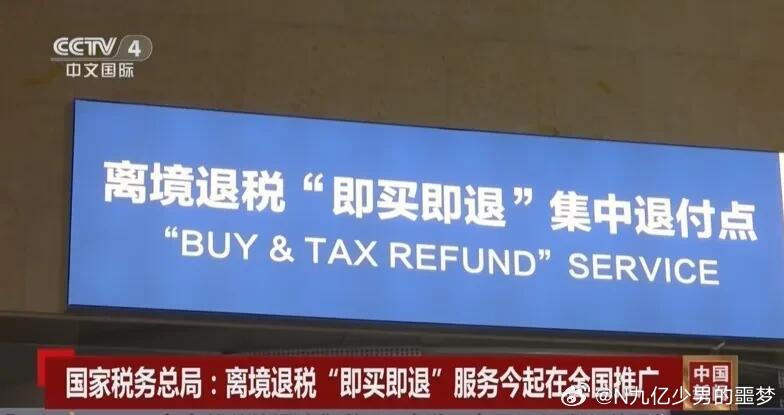 CCTV 4
中文国际
离境退税“即买即退”集中退付点
“BUY & TAX REFUND” SERVICE
国家税务总局：离境退税“即买即退”服务今起在全国推广
中国
@N九亿少男的噩梦